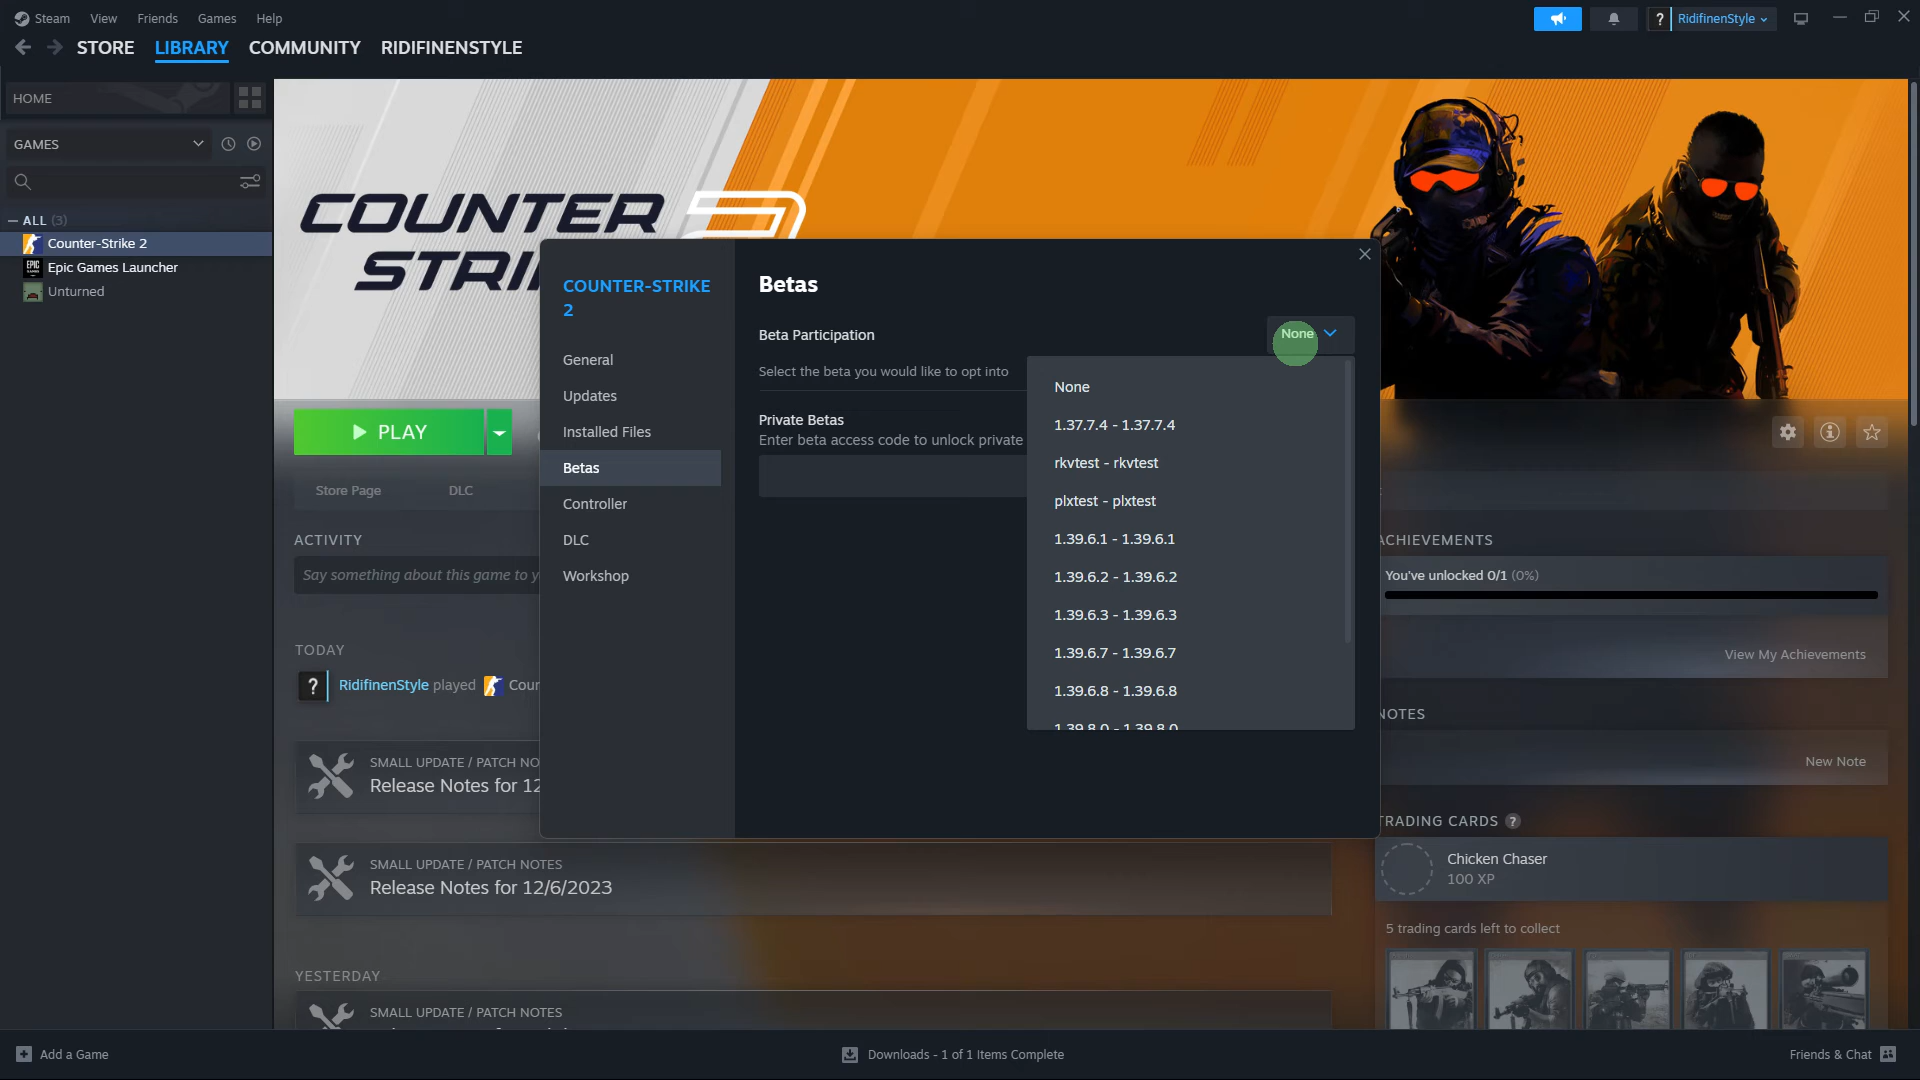 Steam View Friends Games Help
RidifinenStyle
STORE LIBRARY COMMUNITY RIDIFINENSTYLE
HOME
GAMES
ALL (3)
Counter-Strike 2
Epic Games Launcher
Unturned
COUNTER
STRI
PLAY
Store Page DLC
ACTIVITY
Say something about this game to y
TODAY
RidifinenStyle played Coun
SMALL UPDATE / PATCH NO
Release Notes for 12
SMALL UPDATE / PATCH NOTES
Release Notes for 12/6/2023
YESTERDAY
SMALL UPDATE / PATCH NOTES
COUNTER-STRIKE
2
General
Updates
Installed Files
Betas
Controller
DLC
Workshop
Betas
Beta Participation
None
Select the beta you would like to opt into
Private Betas
Enter beta access code to unlock private
None
1.37.7.4 - 1.37.7.4
rkvtest - rkvtest
plxtest - plxtest
1.39.6.1 - 1.39.6.1
1.39.6.2 - 1.39.6.2
1.39.6.3 - 1.39.6.3
1.39.6.7 - 1.39.6.7
1.39.6.8 - 1.39.6.8
1.39.8.0 - 1.39.8.0
ACHIEVEMENTS
You've unlocked 0/1 (0%)
View My Achievements
NOTES
New Note
TRADING CARDS ?
Chicken Chaser
100 XP
5 trading cards left to collect
Add a Game
Downloads - 1 of 1 Items Complete
Friends & Chat